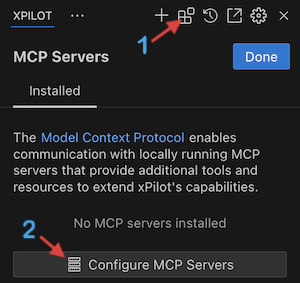 XPILOT ...
1
MCP Servers
Done
Installed
The Model Context Protocol enables
communication with locally running MCP
servers that provide additional tools and
resources to extend xPilot's capabilities.
No MCP servers installed
2
Configure MCP Servers